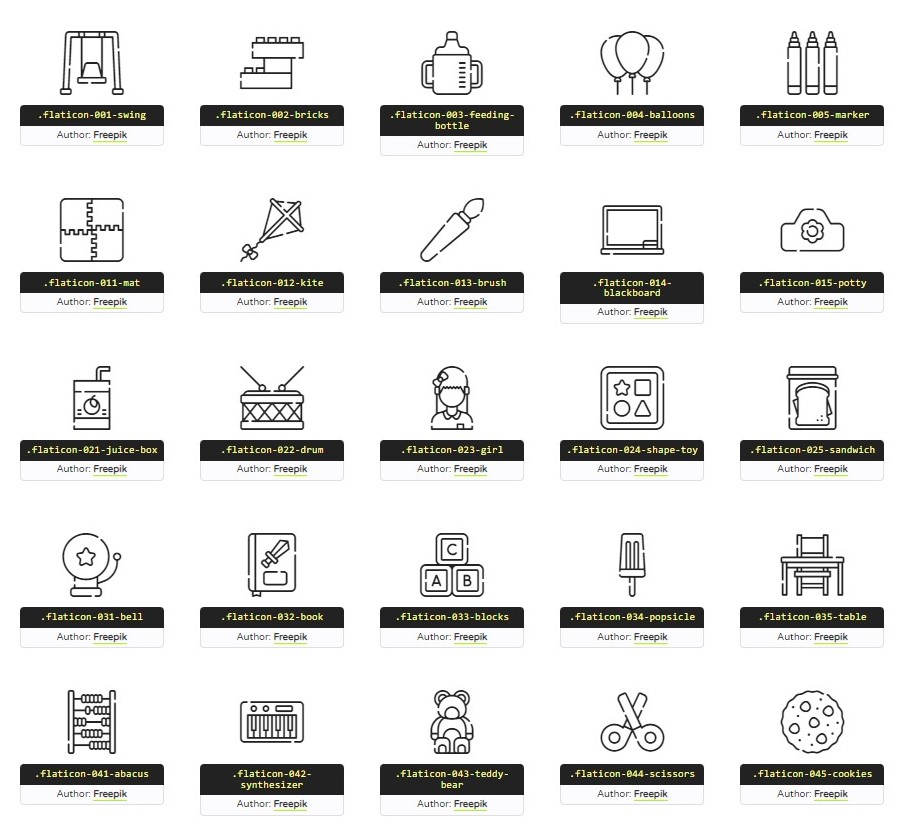 .flaticon-001-swing
Author: Freepik
.flaticon-002-bricks
Author: Freepik
.flaticon-003-feeding-
bottle
Author: Freepik
.flaticon-004-balloons
Author: Freepik
.flaticon-005-marker
Author: Freepik
.flaticon-011-mat
Author: Freepik
.flaticon-012-kite
Author: Freepik
.flaticon-013-brush
Author: Freepik
.flaticon-014-
blackboard
Author: Freepik
.flaticon-015-potty
Author: Freepik
.flaticon-021-juice-box
Author: Freepik
.flaticon-022-drum
Author: Freepik
.flaticon-023-girl
Author: Freepik
.flaticon-024-shape-toy
Author: Freepik
.flaticon-025-sandwich
Author: Freepik
.flaticon-031-bell
Author: Freepik
.flaticon-032-book
Author: Freepik
C
A B
.flaticon-033-blocks
Author: Freepik
.flaticon-034-popsicle
Author: Freepik
.flaticon-035-table
Author: Freepik
.flaticon-041-abacus
Author: Freepik
.flaticon-042-
synthesizer
Author: Freepik
.flaticon-043-teddy-
bear
Author: Freepik
.flaticon-044-scissors
Author: Freepik
.flaticon-045-cookies
Author: Freepik